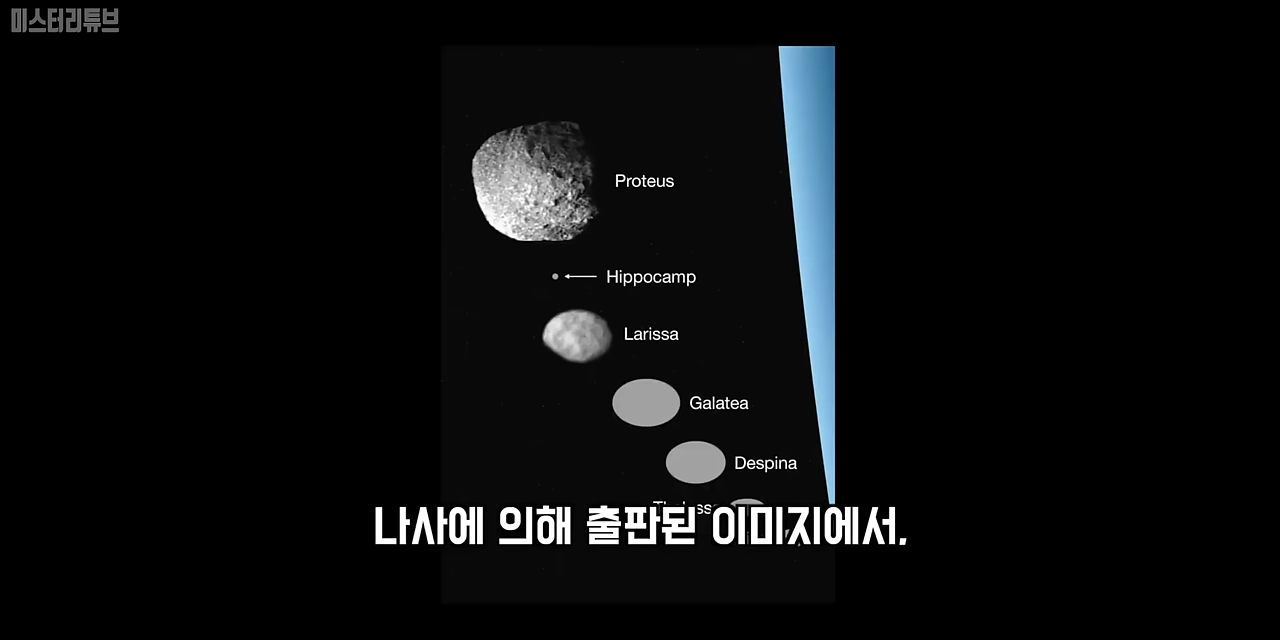 미스터리튜브
Proteus
Hippocamp
Larissa
Galatea
Despina
나사에 의해 출판된 이미지에서,